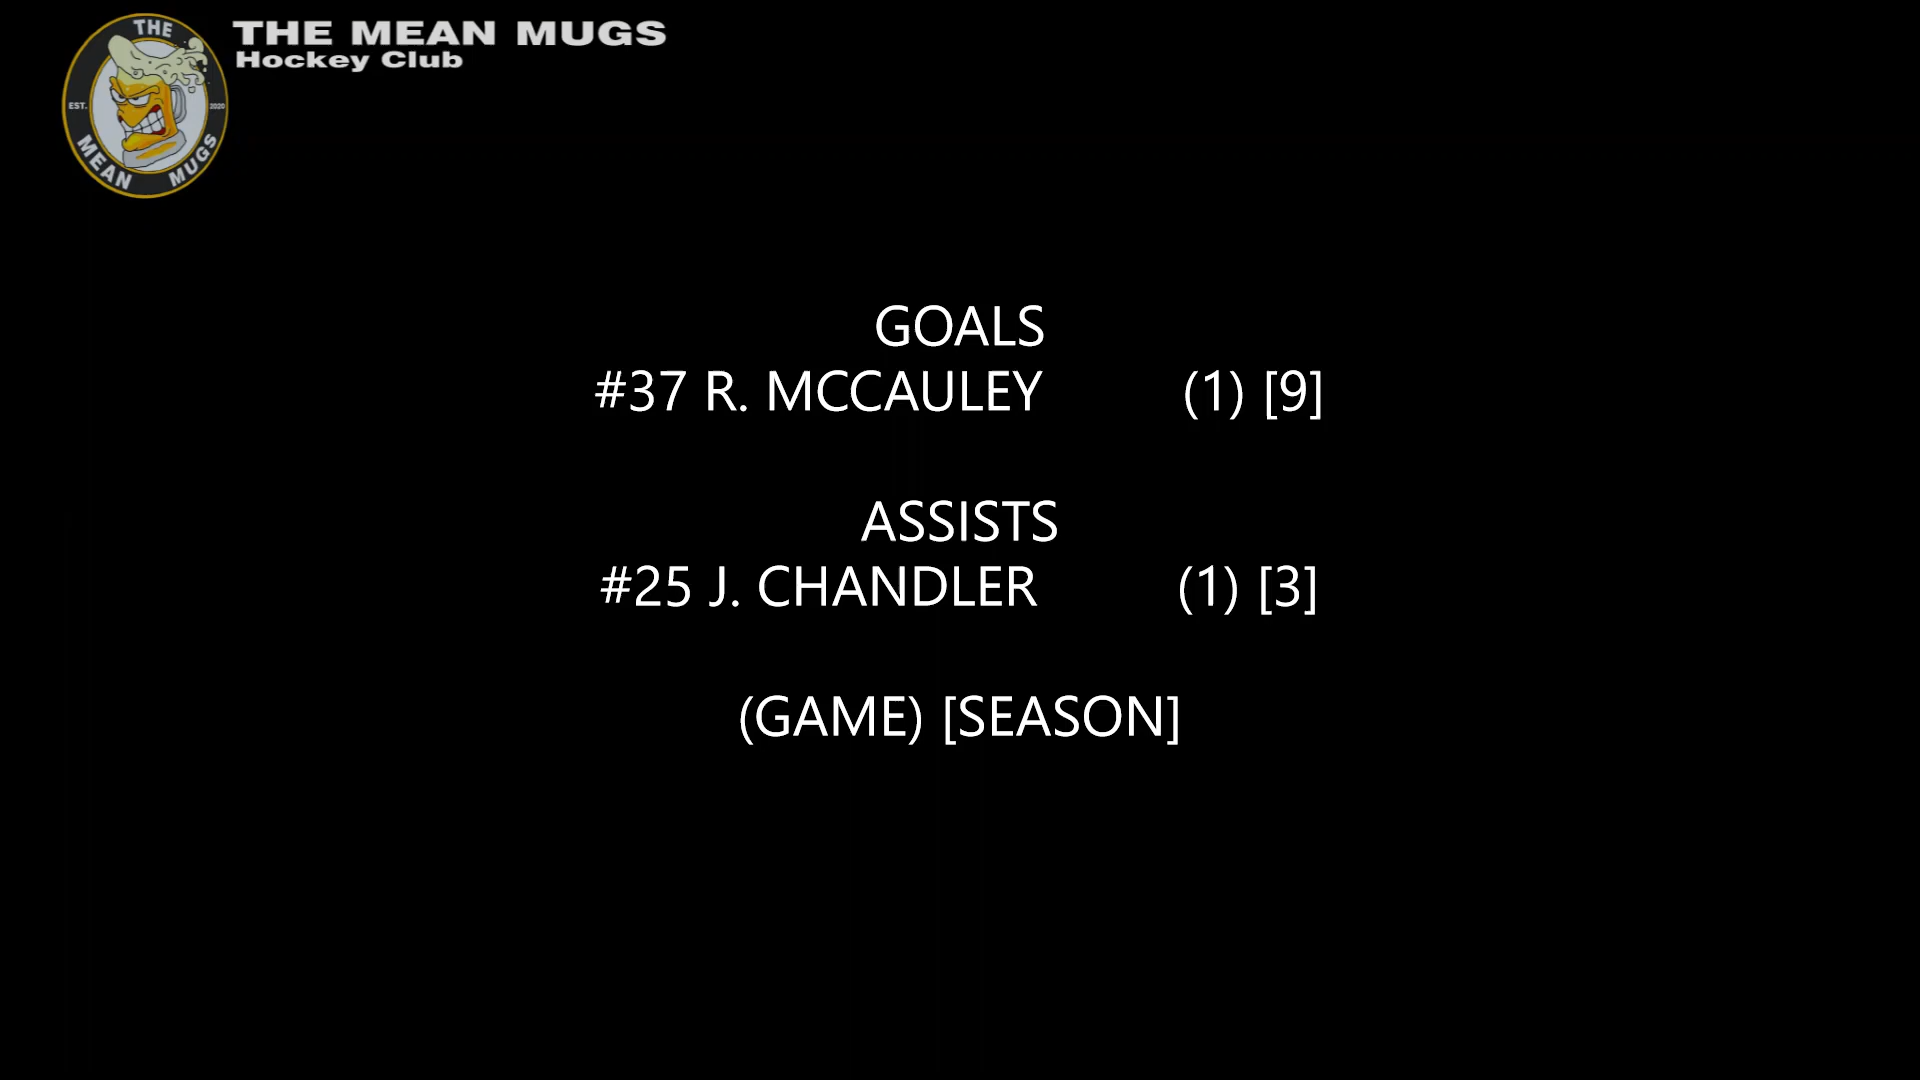 THE
EST. 2020
MEAN MUGS
THE MEAN MUGS
Hockey Club
GOALS
#37 R. MCCAULEY (1) [9]
ASSISTS
#25 J. CHANDLER (1) [3]
(GAME) [SEASON]